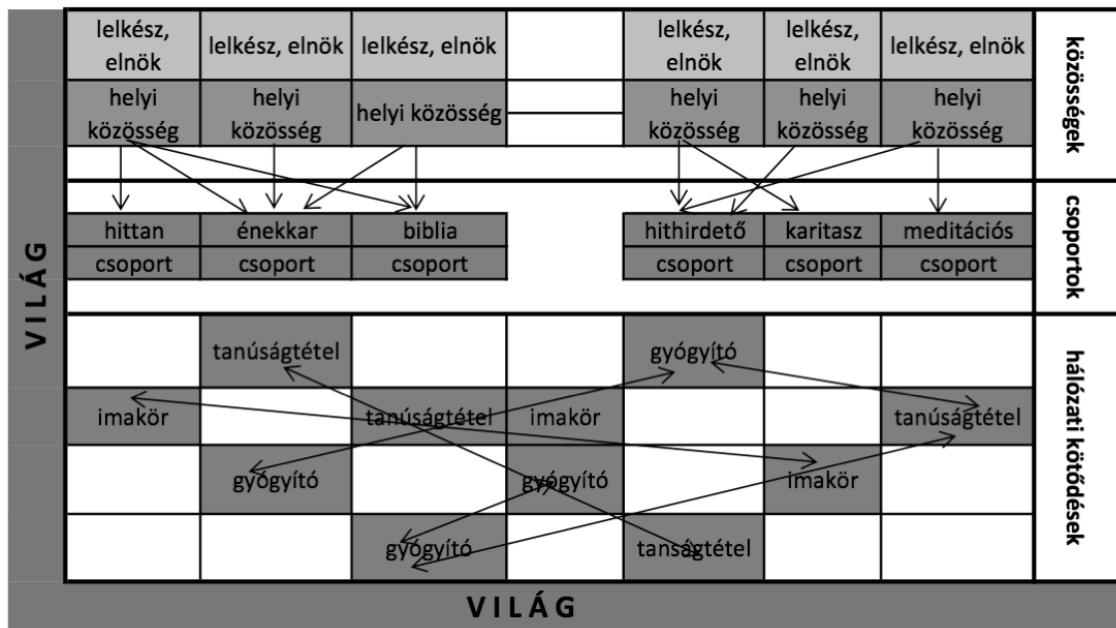 lelkész,
elnök
lelkész, elnök
lelkész, elnök
lelkész,
elnök
lelkész,
elnök
lelkész, elnök
helyi
közösség
helyi
közösség
helyi közösség
helyi
közösség
helyi
közösség
helyi
közösség
közösségek
hittan
énekkar
biblia
hithirdető
karitasz
meditációs
csoport
csoport
csoport
csoport
csoport
csoport
csoportok
tanúságtétel
gyógyító
imakör
tanúságtétel
imakör
tanúságtétel
gyógyító
gyógyító
imakör
gyógyító
tanságtétel
hálózati kötődések
VILÁG
VILÁG